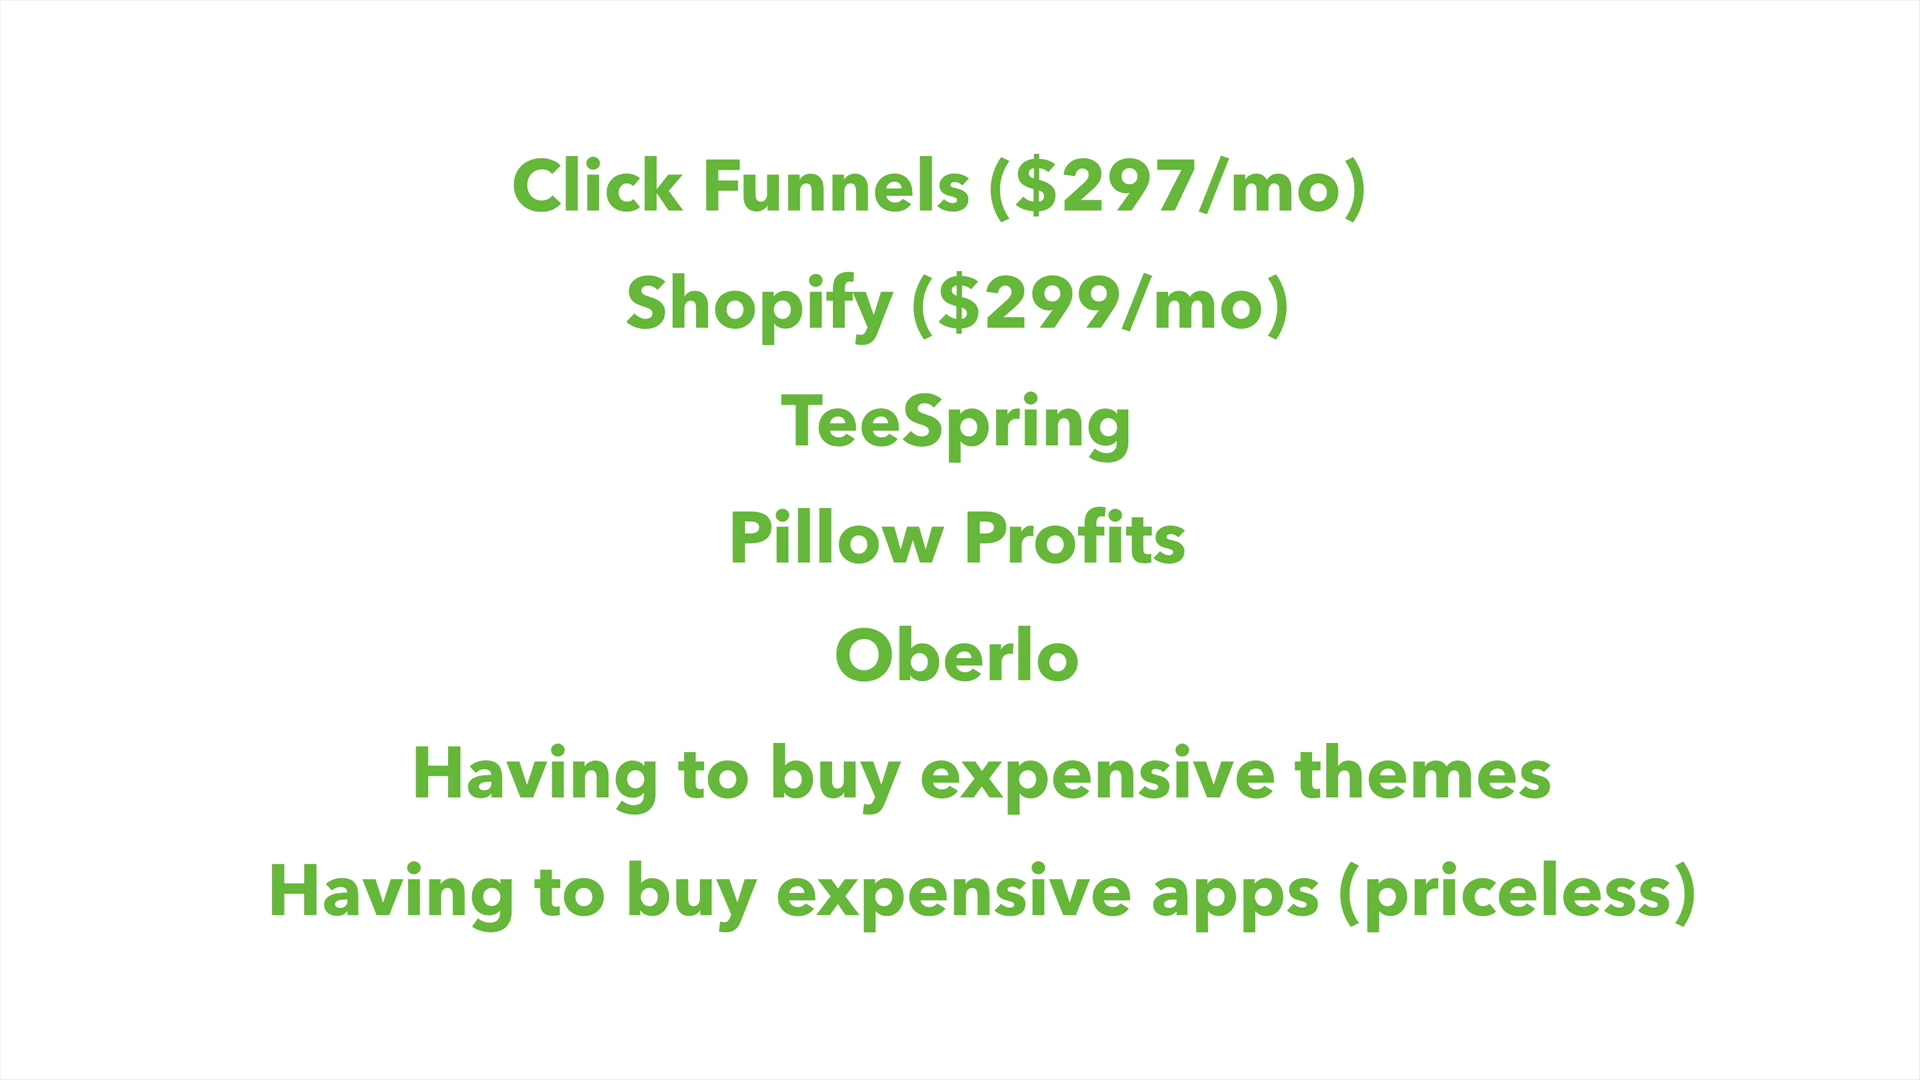 Click Funnels ($297/mo)
Shopify ($299/mo)
TeeSpring
Pillow Profits
Oberlo
Having to buy expensive themes
Having to buy expensive apps (priceless)